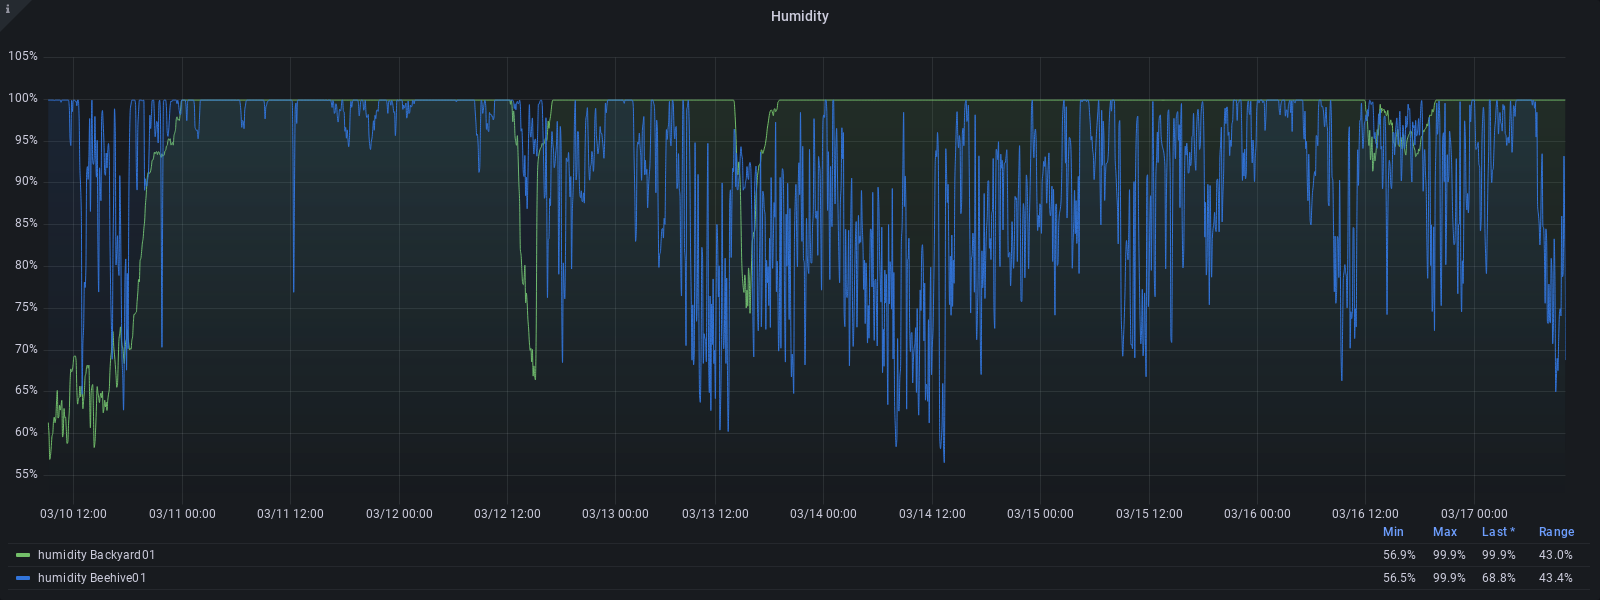 i
Humidity
105%
100%
95%
90%
85%
80%
75%
70%
65%
60%
55%
03/10 12:00 03/11 00:00 03/11 12:00 03/12 00:00 03/12 12:00 03/13 00:00 03/13 12:00 03/14 00:00 03/14 12:00 03/15 00:00 03/15 12:00 03/16 00:00 03/16 12:00 03/17 00:00
Min Max Last * Range
humidity Backyard01 56.9% 99.9% 99.9% 43.0%
humidity Beehive01 56.5% 99.9% 68.8% 43.4%